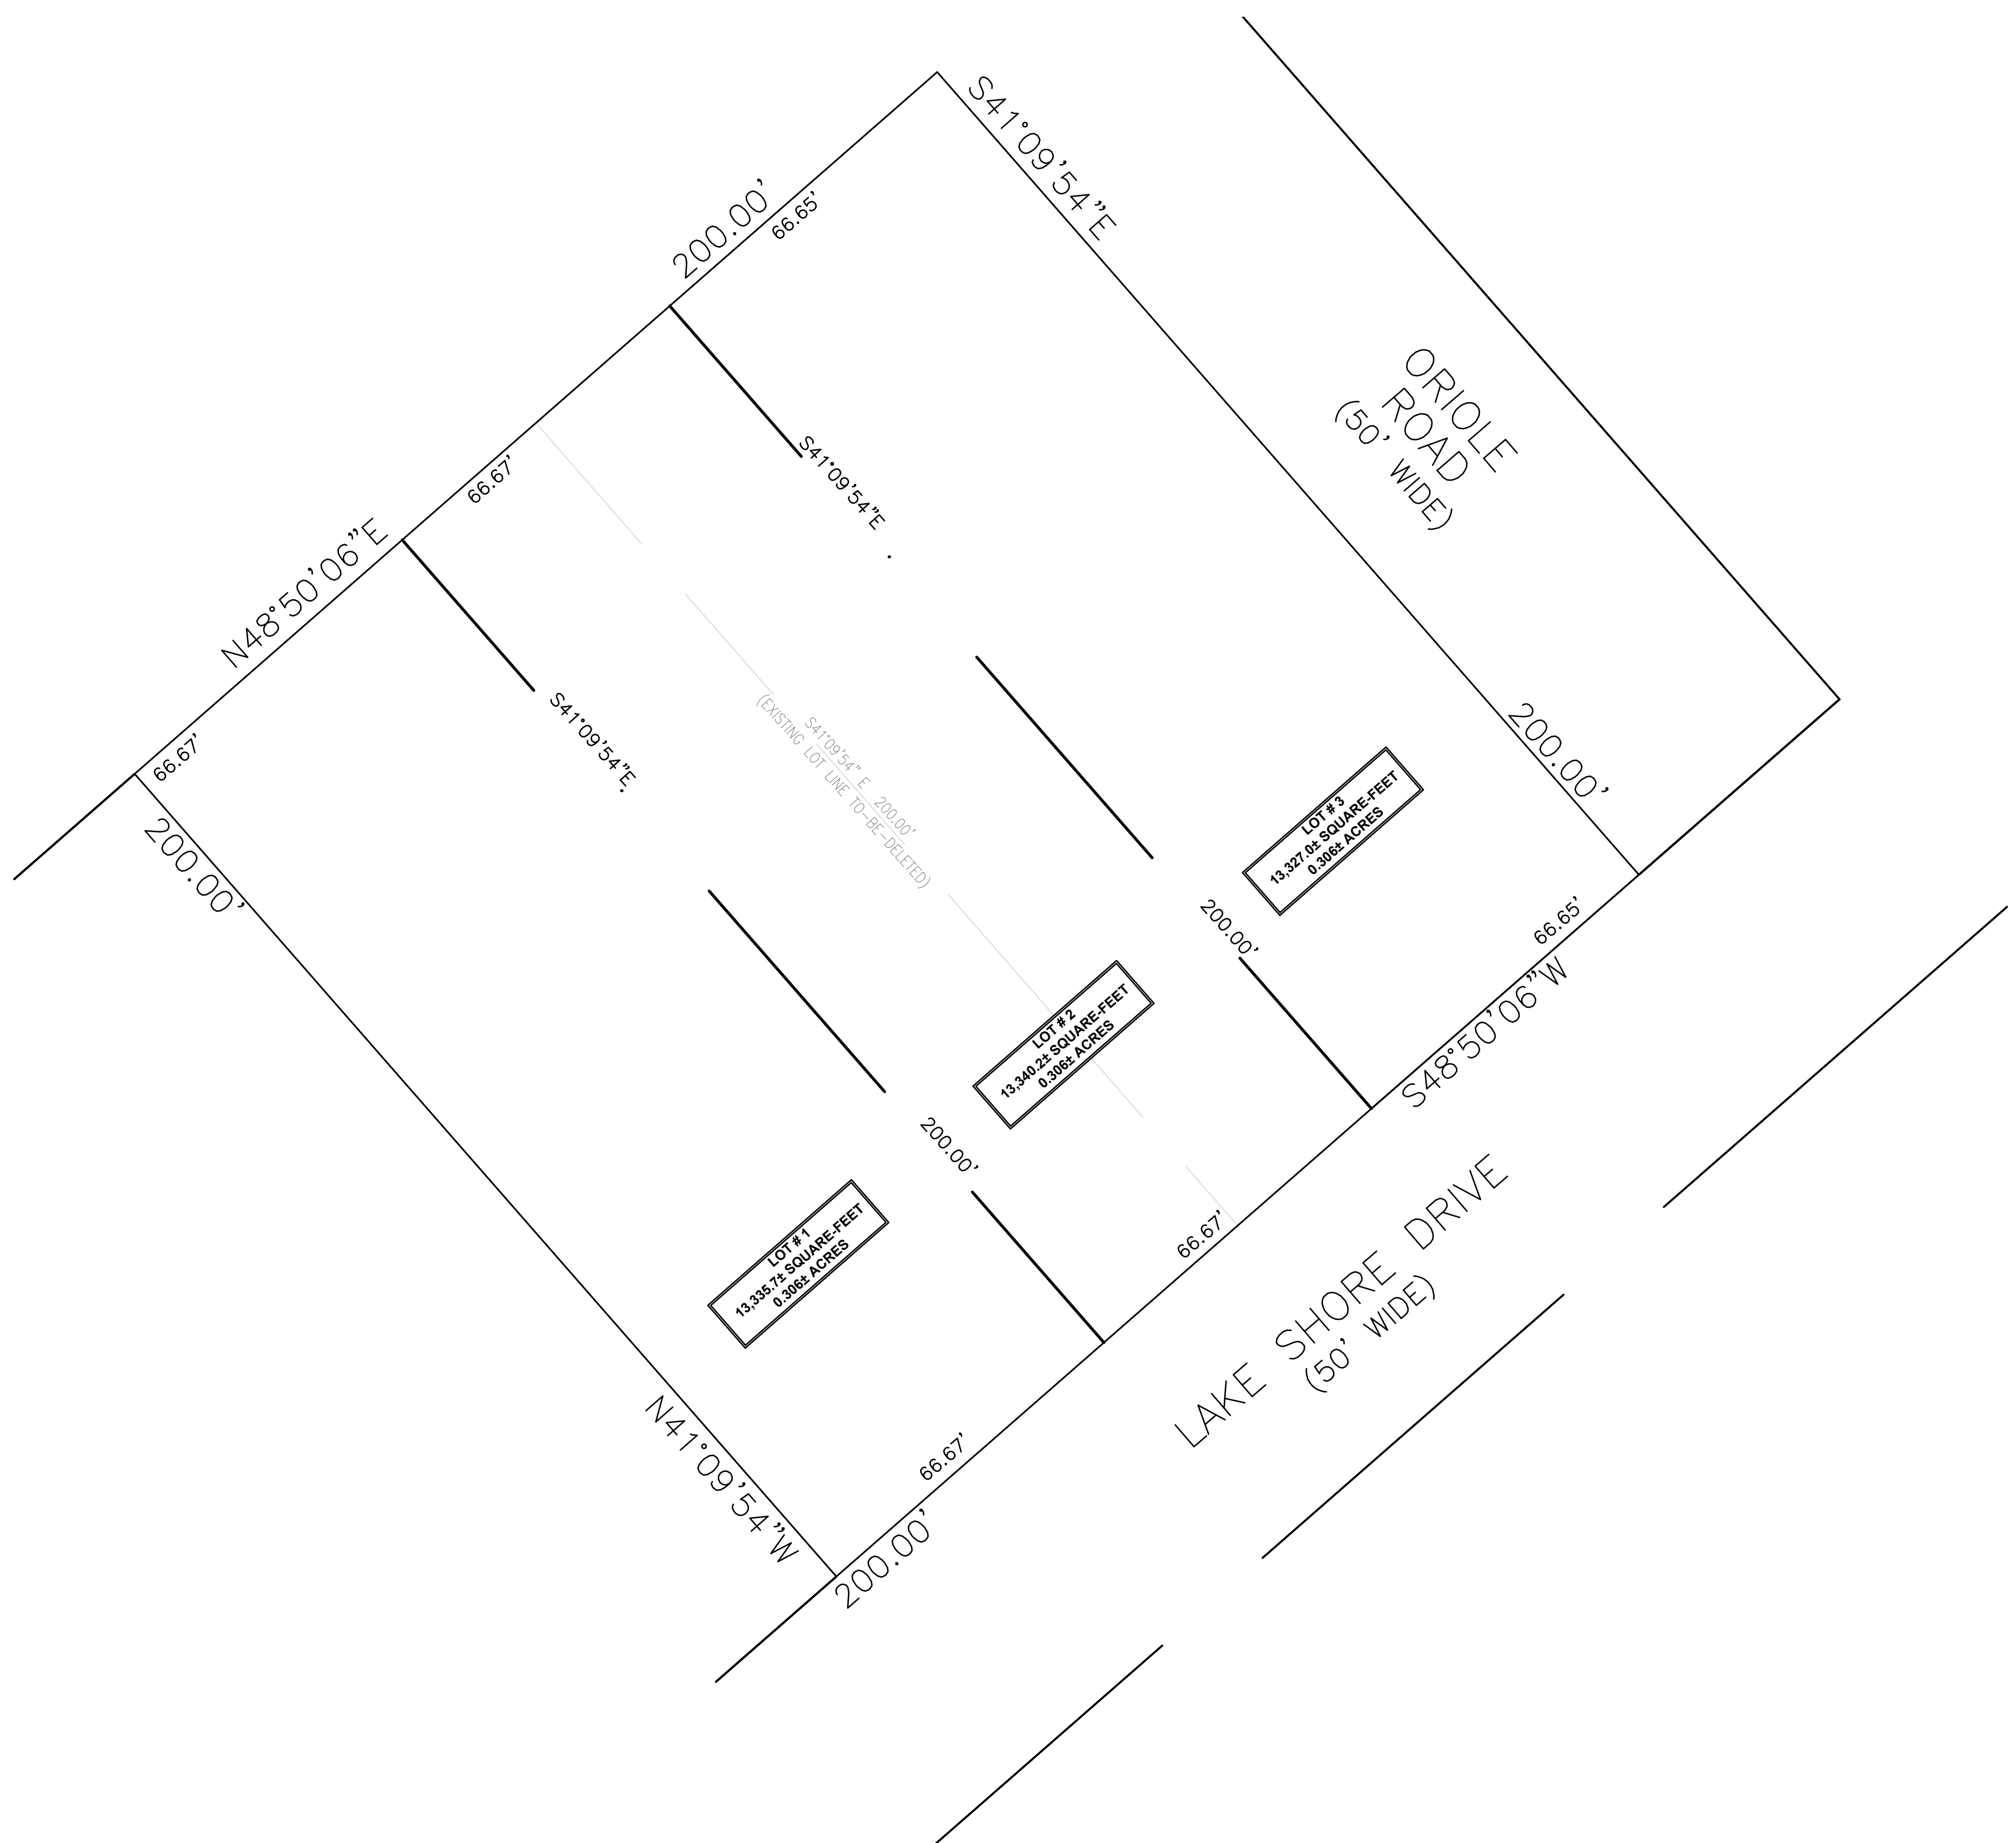 S41°09'54"E
200.00'
66.65'
ORIOLE
ROAD
(50' WIDE)
S41°09'54"E
66.67'
N48°50'06"E
S41°09'54"E
S41°09'54" E 200.00'
(EXISTING LOT LINE TO-BE-DELETED)
200.00'
66.67'
200.00'
LOT # 3
13,327.0± SQUARE-FEET
0.306± ACRES
200.00'
66.65'
S48°50'06"W
LOT # 2
13,340.2± SQUARE-FEET
0.306± ACRES
200.00'
66.67'
LOT # 1
13,335.7± SQUARE-FEET
0.306± ACRES
LAKE SHORE DRIVE
(50' WIDE)
N41°09'54"W
66.67'
200.00'